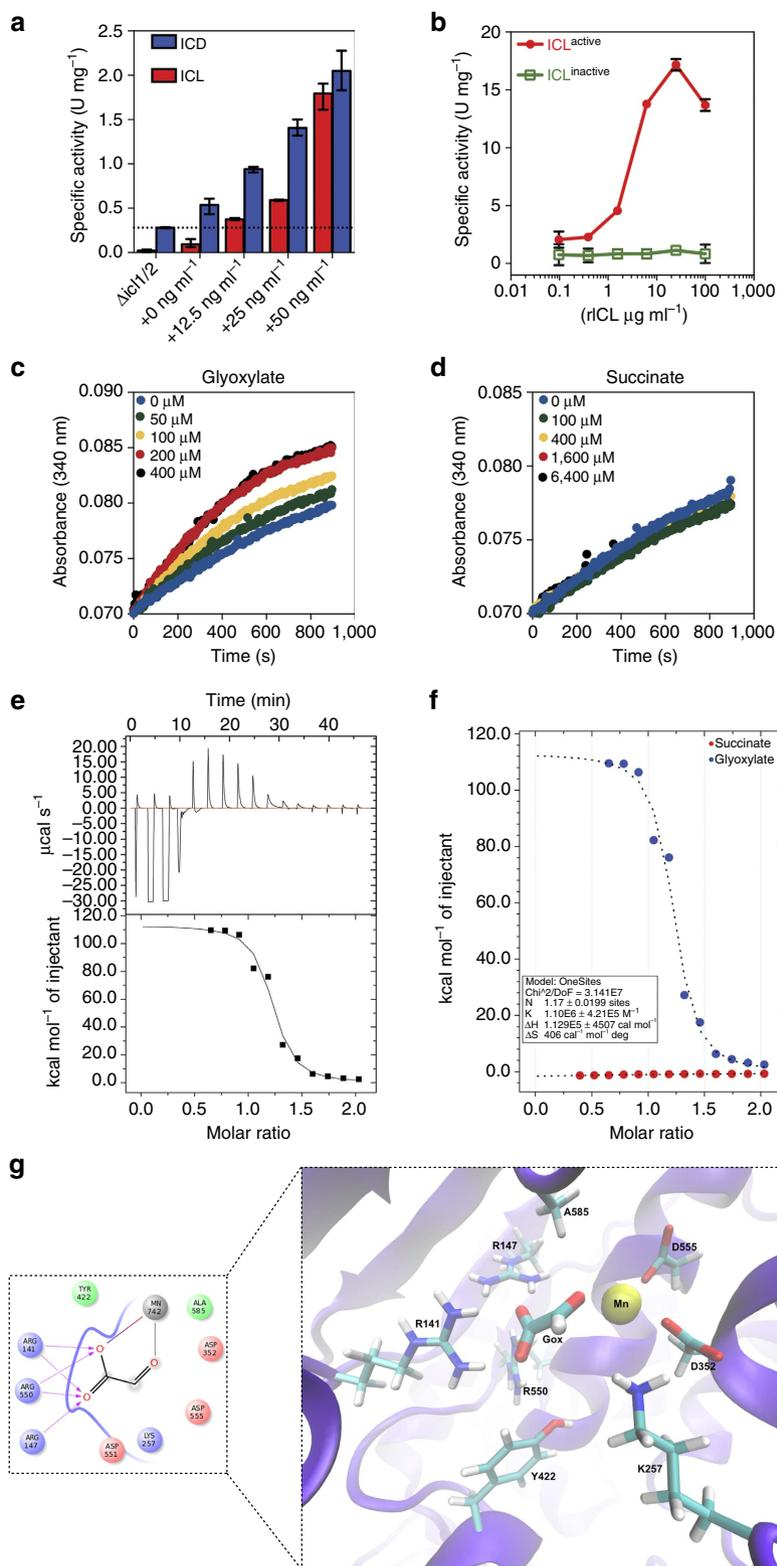 a
2.5
2.0
1.5
1.0
0.5
0.0
Specific activity (U mg⁻¹)
ICD
ICL
Δicl1/2
+0 ng ml⁻¹
+12.5 ng ml⁻¹
+25 ng ml⁻¹
+50 ng ml⁻¹
b
20
15
10
5
0
Specific activity (U mg⁻¹)
ICLactive
ICLinactive
0.01 0.1 1 10 100 1,000
(rICL µg ml⁻¹)
c
Glyoxylate
0.090
0.085
0.080
0.075
0.070
Absorbance (340 nm)
0 µM
50 µM
100 µM
200 µM
400 µM
0 200 400 600 800 1,000
Time (s)
d
Succinate
0.085
0.080
0.075
0.070
Absorbance (340 nm)
0 µM
100 µM
400 µM
1,600 µM
6,400 µM
0 200 400 600 800 1,000
Time (s)
e
Time (min)
0 10 20 30 40
20.00
15.00
10.00
5.00
0.00
−5.00
−10.00
−15.00
−20.00
−25.00
−30.00
µcal s⁻¹
120.0
100.0
80.0
60.0
40.0
20.0
0.0
kcal mol⁻¹ of injectant
0.0 0.5 1.0 1.5 2.0
Molar ratio
f
120.0
100.0
80.0
60.0
40.0
20.0
0.0
kcal mol⁻¹ of injectant
Succinate
Glyoxylate
Model: OneSites
Chi^2/DoF = 3.141E7
N 1.17 ± 0.0199 sites
K 1.10E6 ± 4.21E5 M⁻¹
ΔH 1.129E5 ± 4507 cal mol⁻¹
ΔS 406 cal⁻¹ mol⁻¹ deg
0.0 0.5 1.0 1.5 2.0
Molar ratio
g
TYR 422
MN 742
ALA 585
ARG 141
ASP 352
ARG 550
ASP 555
ARG 147
ASP 551
LYS 257
A585
R147
D555
Mn
R141
Gox
D352
R550
Y422
K257